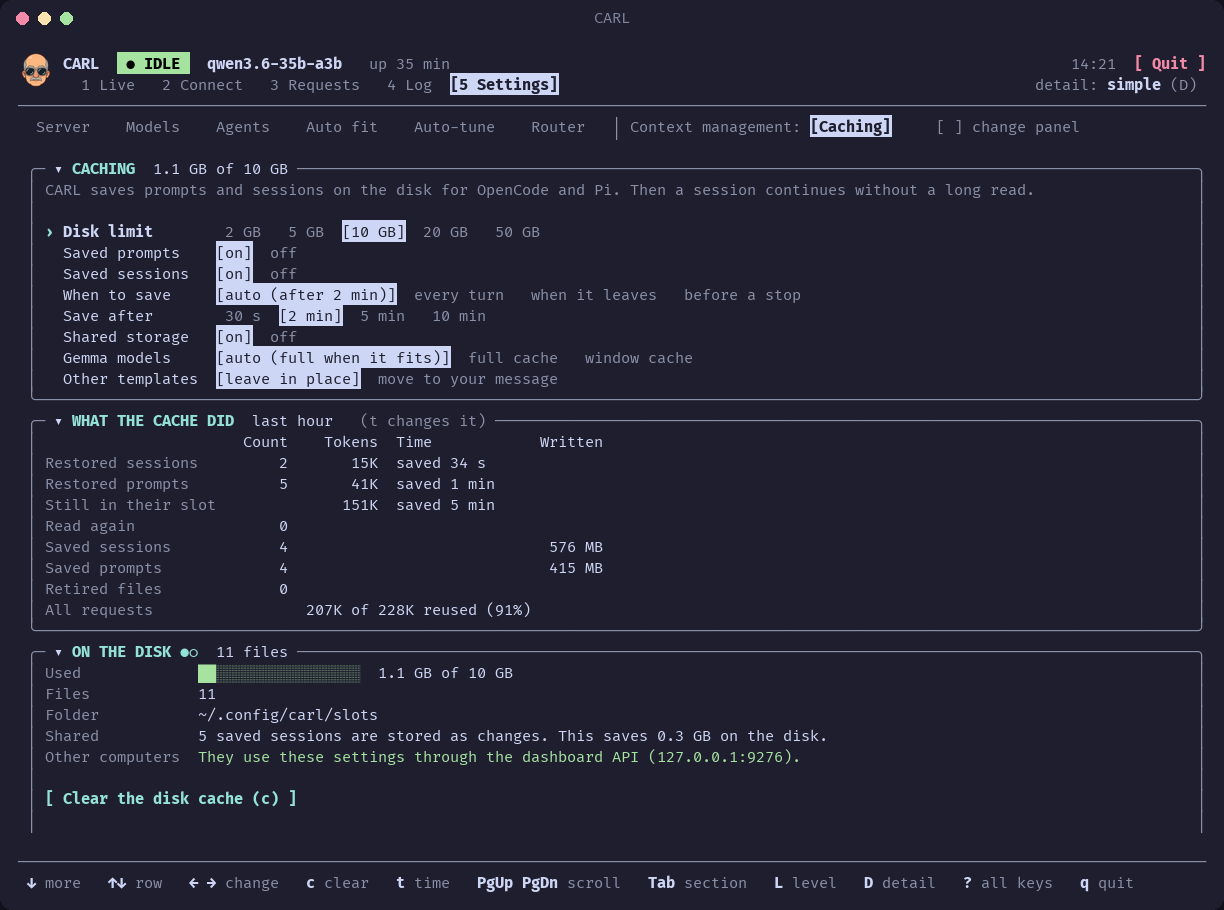 CARL
CARL ● IDLE qwen3.6-35b-a3b up 35 min 14:21 [ Quit ]
1 Live 2 Connect 3 Requests 4 Log [5 Settings] detail: simple (D)
Server Models Agents Auto fit Auto-tune Router │ Context management: [Caching] [ ] change panel
▾ CACHING 1.1 GB of 10 GB
CARL saves prompts and sessions on the disk for OpenCode and Pi. Then a session continues without a long read.
› Disk limit 2 GB 5 GB [10 GB] 20 GB 50 GB
Saved prompts [on] off
Saved sessions [on] off
When to save [auto (after 2 min)] every turn when it leaves before a stop
Save after 30 s [2 min] 5 min 10 min
Shared storage [on] off
Gemma models [auto (full when it fits)] full cache window cache
Other templates [leave in place] move to your message
▾ WHAT THE CACHE DID last hour (t changes it)
Count Tokens Time Written
Restored sessions 2 15K saved 34 s
Restored prompts 5 41K saved 1 min
Still in their slot 151K saved 5 min
Read again 0
Saved sessions 4 576 MB
Saved prompts 4 415 MB
Retired files 0
All requests 207K of 228K reused (91%)
▾ ON THE DISK ●○ 11 files
Used 1.1 GB of 10 GB
Files 11
Folder ~/.config/carl/slots
Shared 5 saved sessions are stored as changes. This saves 0.3 GB on the disk.
Other computers They use these settings through the dashboard API (127.0.0.1:9276).
[ Clear the disk cache (c) ]
↓ more ↑↓ row ← → change c clear t time PgUp PgDn scroll Tab section L level D detail ? all keys q quit